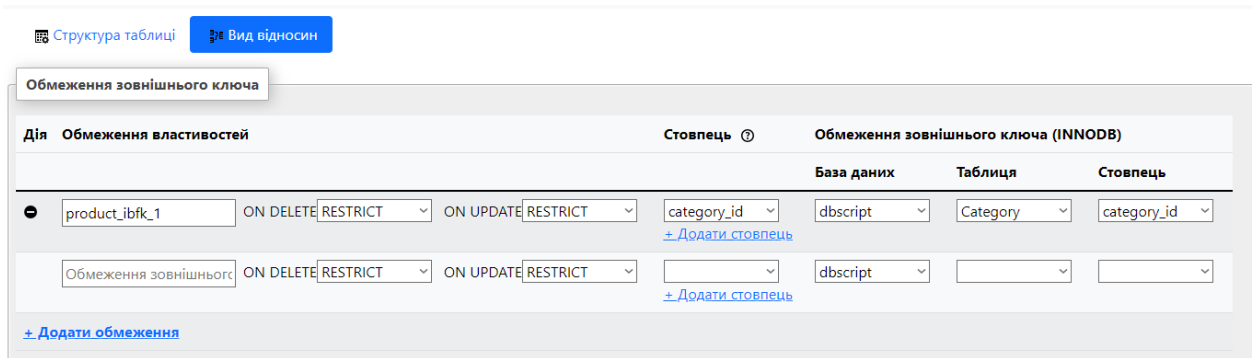 Структура таблиці Вид відносин
Обмеження зовнішнього ключа
Дія Обмеження властивостей Стовпець Обмеження зовнішнього ключа (INNODB)
База даних Таблиця Стовпець
product_ibfk_1 ON DELETE RESTRICT ON UPDATE RESTRICT category_id dbscript Category category_id
+ Додати стовпець
Обмеження зовнішньог ON DELETE RESTRICT ON UPDATE RESTRICT dbscript
+ Додати стовпець
+ Додати обмеження